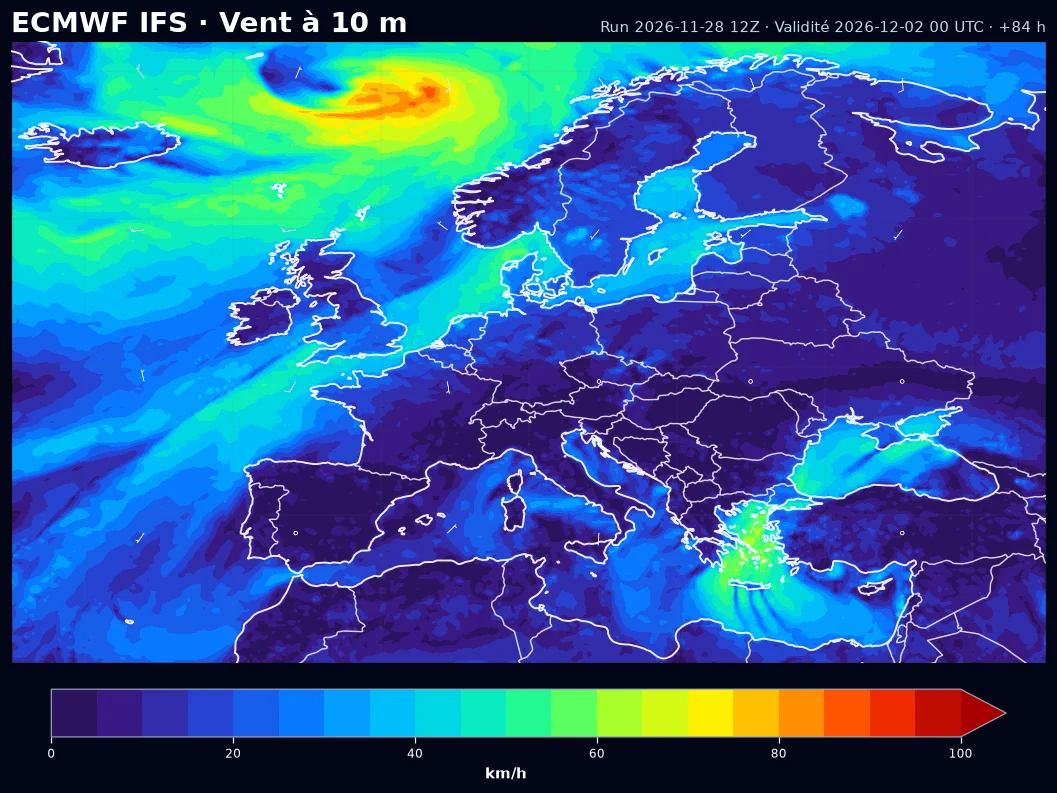 ECMWF IFS · Vent à 10 m
Run 2026-11-28 12Z · Validité 2026-12-02 00 UTC · +84 h
0 20 40 60 80 100
km/h